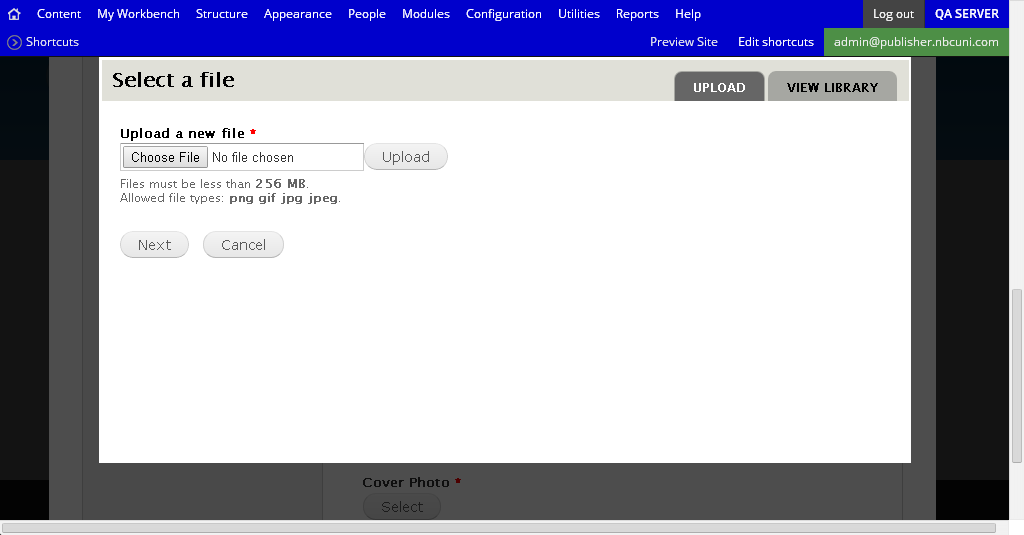 Content My Workbench Structure Appearance People Modules Configuration Utilities Reports Help Log out QA SERVER
Shortcuts Preview Site Edit shortcuts admin@publisher.nbcuni.com
Select a file UPLOAD VIEW LIBRARY
Upload a new file *
Choose File No file chosen Upload
Files must be less than 256 MB.
Allowed file types: png gif jpg jpeg.
Next Cancel
Cover Photo *
Select